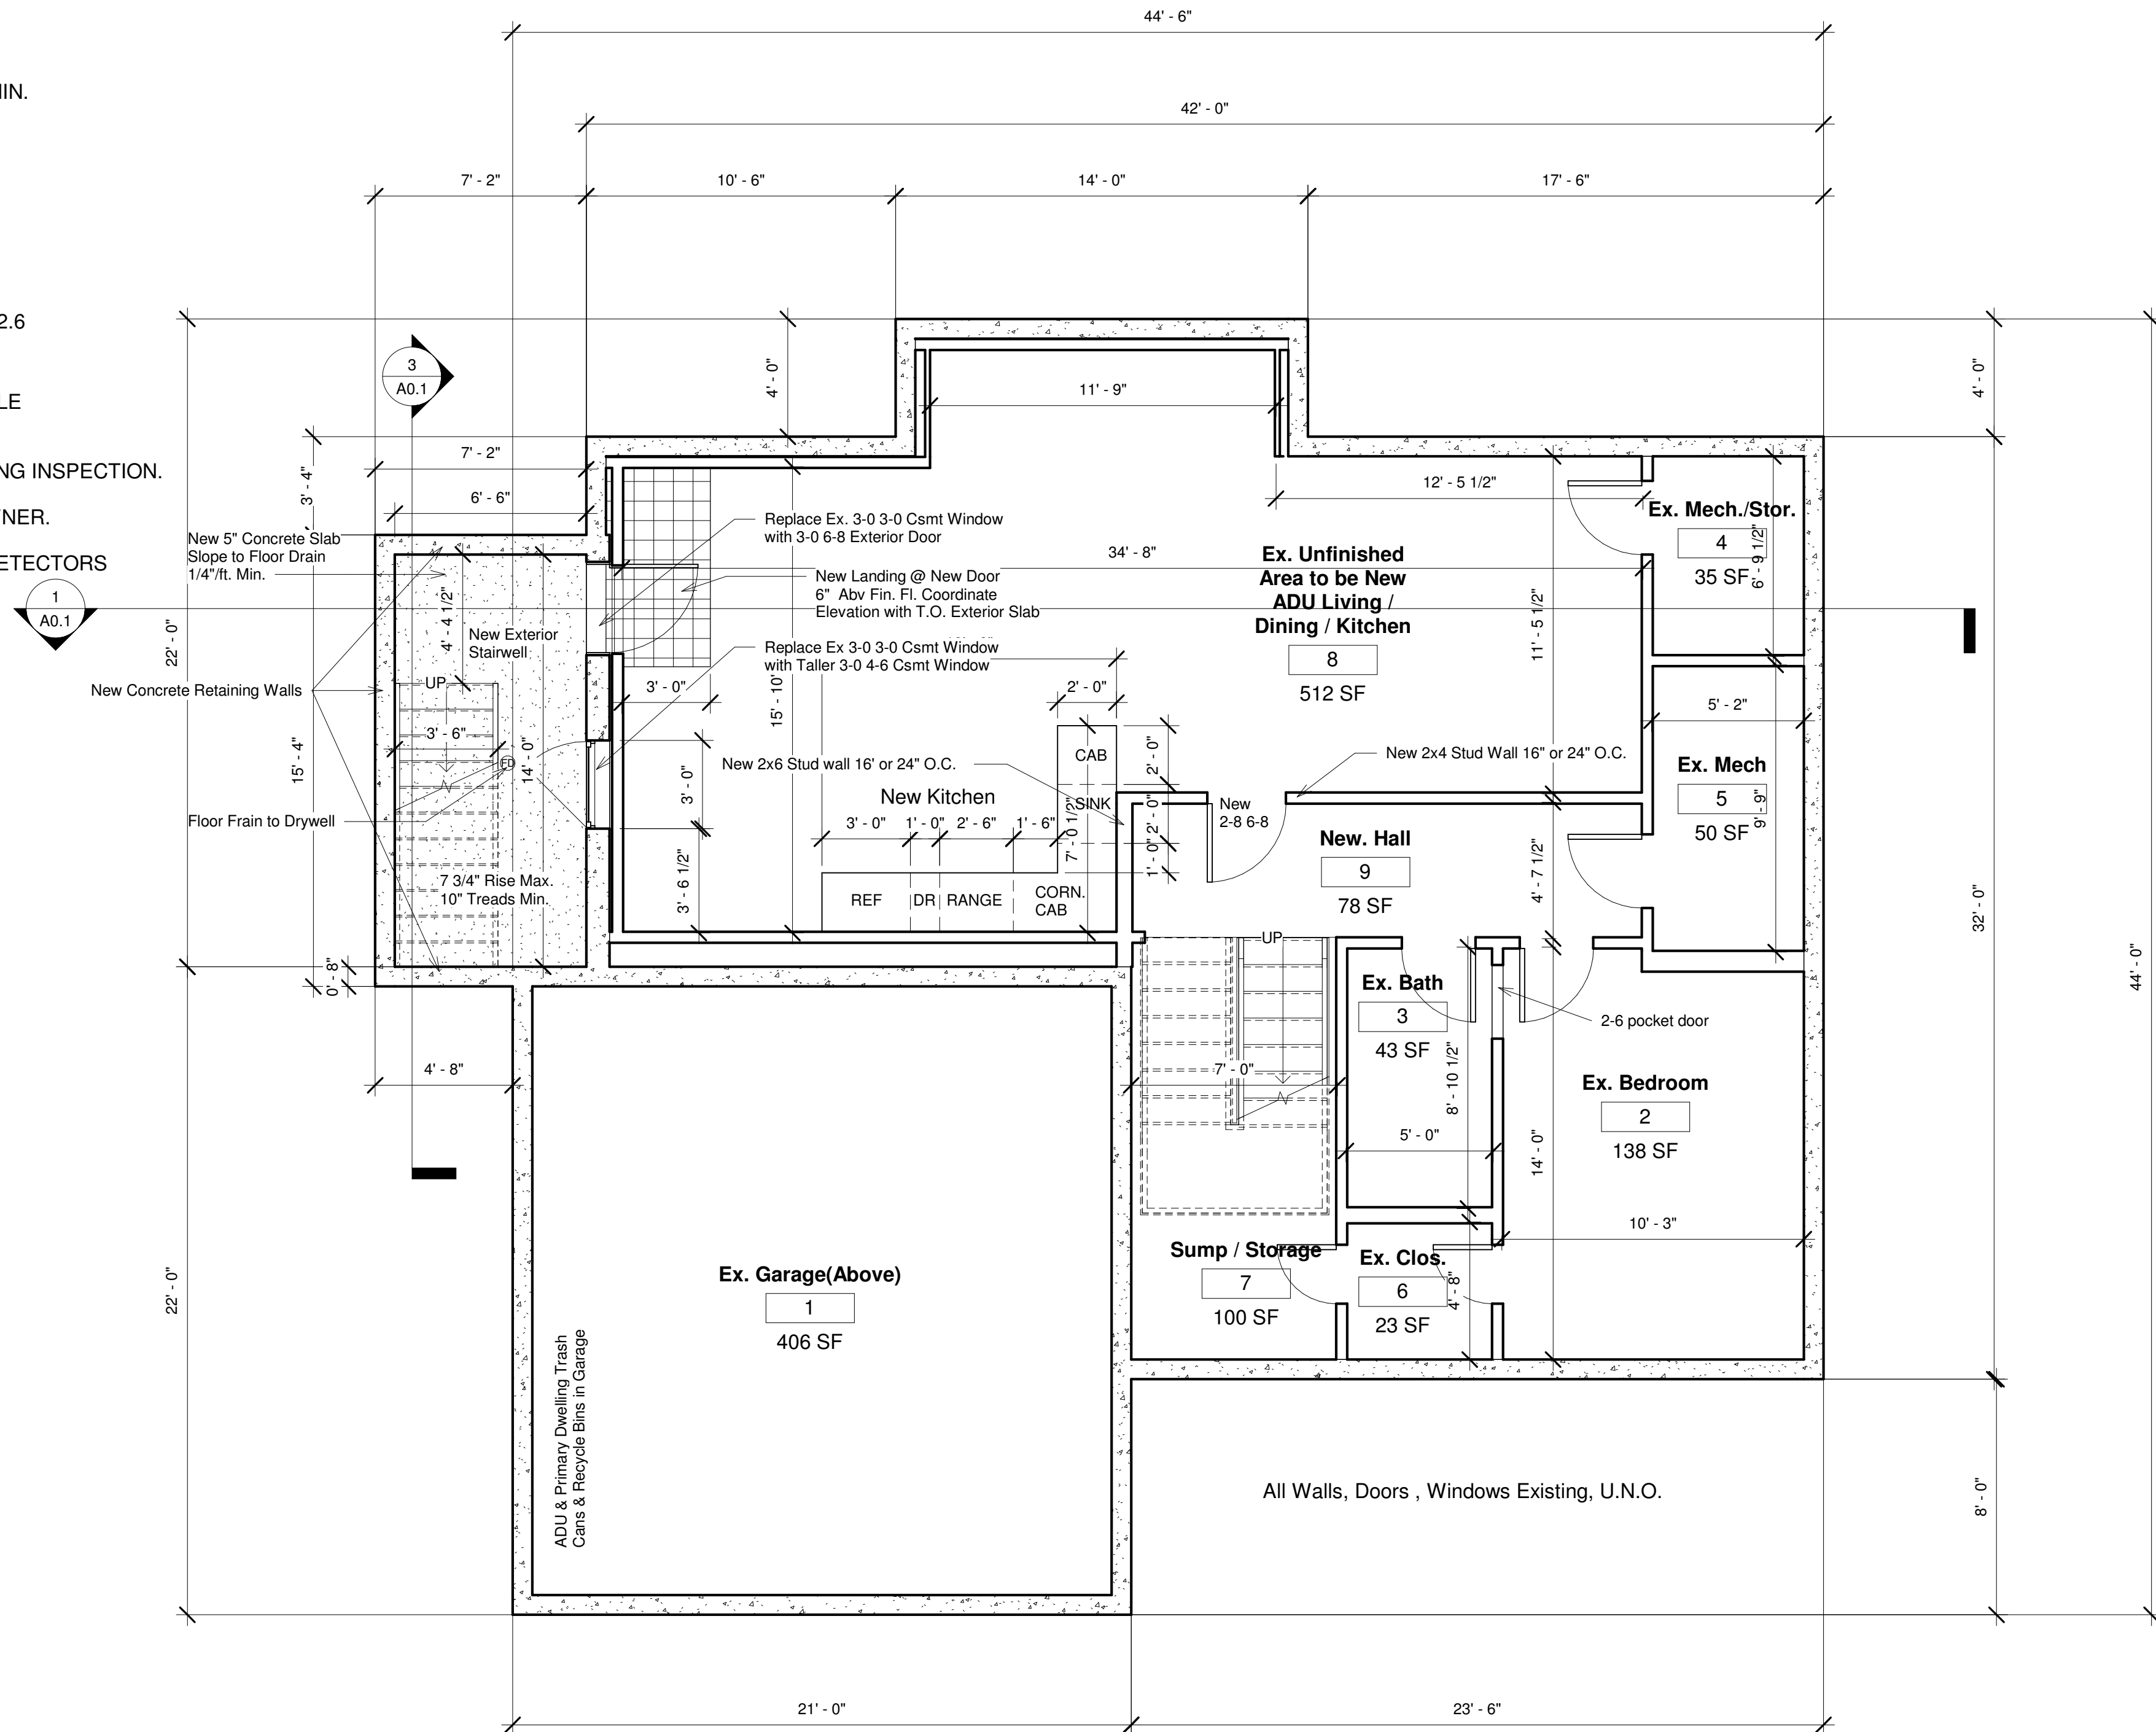 44' - 6"
IIN.
42' - 0"
7' - 2"
10' - 6"
14' - 0"
17' - 6"
2.6
3
A0.1
4' - 0"
11' - 9"
4' - 0"
LE
7' - 2"
NG INSPECTION.
3' - 4"
6' - 6"
12' - 5 1/2"
Ex. Mech./Stor.
4
35 SF
6' - 9 1/2"
NER.
New 5" Concrete Slab
Slope to Floor Drain
1/4"/ft. Min.
ETECTORS
Replace Ex. 3-0 3-0 Csmt Window
with 3-0 6-8 Exterior Door
34' - 8"
Ex. Unfinished
Area to be New
ADU Living /
Dining / Kitchen
8
512 SF
1
A0.1
New Landing @ New Door
6" Abv Fin. Fl. Coordinate
Elevation with T.O. Exterior Slab
4' - 4 1/2"
New Exterior
Stairwell
11' - 5 1/2"
22' - 0"
Replace Ex 3-0 3-0 Csmt Window
with Taller 3-0 4-6 Csmt Window
New Concrete Retaining Walls
UP
3' - 0"
15' - 10"
2' - 0"
5' - 2"
3' - 6"
15' - 4"
14' - 0"
FD
3' - 0"
CAB
2' - 0"
New 2x6 Stud wall 16' or 24" O.C.
New 2x4 Stud Wall 16" or 24" O.C.
Ex. Mech
5
50 SF
9' - 9"
New Kitchen
SINK
2' - 0"
New
2-8 6-8
Floor Frain to Drywell
3' - 0"
1' - 0"
2' - 6"
1' - 6"
7' - 0 1/2"
1' - 0"
New. Hall
9
78 SF
4' - 7 1/2"
7 3/4" Rise Max.
10" Treads Min.
3' - 6 1/2"
REF
DR
RANGE
CORN.
CAB
32' - 0"
44' - 0"
UP
0' - 8"
Ex. Bath
3
43 SF
2-6 pocket door
4' - 8"
7' - 0"
8' - 10 1/2"
Ex. Bedroom
2
138 SF
5' - 0"
14' - 0"
10' - 3"
Sump / Storage
7
100 SF
Ex. Clos.
6
23 SF
4' - 8"
22' - 0"
Ex. Garage(Above)
1
406 SF
ADU & Primary Dwelling Trash
Cans & Recycle Bins in Garage
All Walls, Doors , Windows Existing, U.N.O.
8' - 0"
21' - 0"
23' - 6"